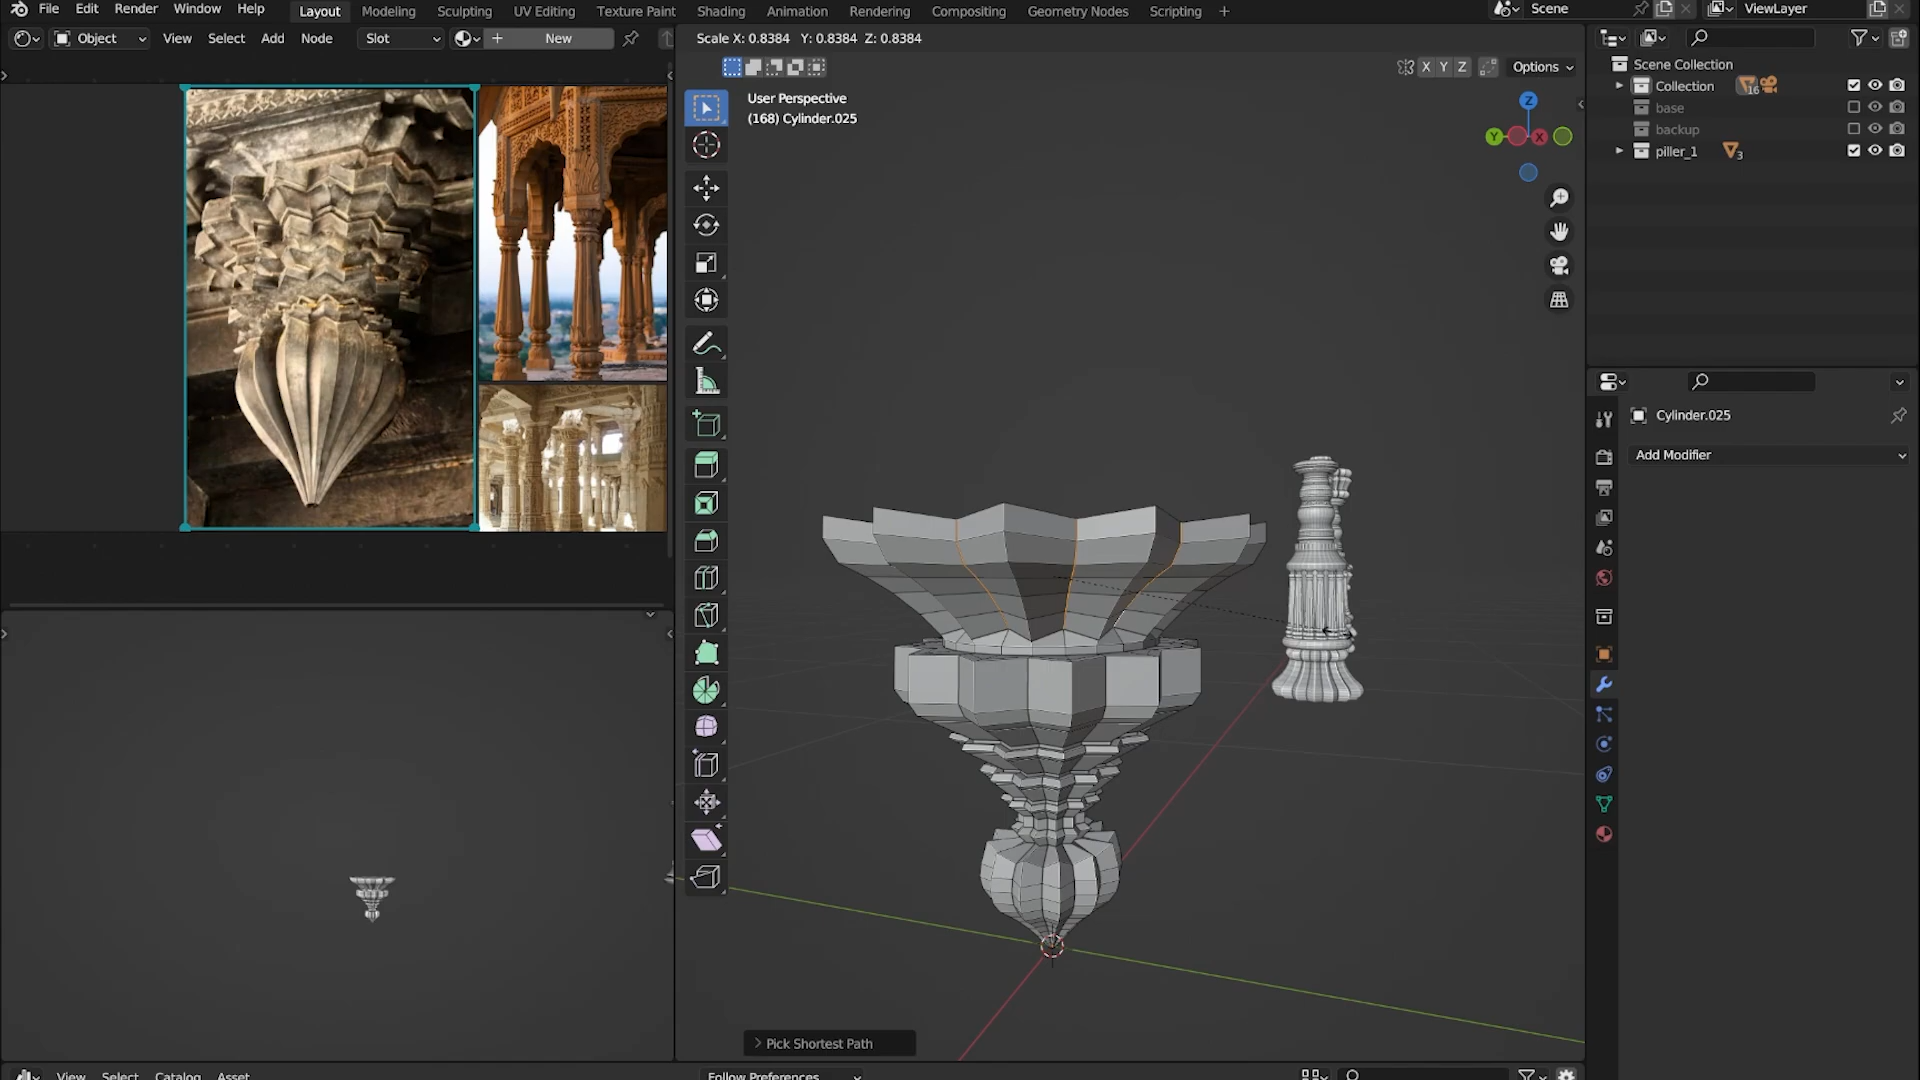 File Edit Render Window Help Layout Modeling Sculpting UV Editing Texture Paint Shading Animation Rendering Compositing Geometry Nodes Scripting + Scene ViewLayer
Object View Select Add Node Slot New Scale X: 0.8384 Y: 0.8384 Z: 0.8384
X Y Z Options
User Perspective
(168) Cylinder.025
Z
Y X
Scene Collection
Collection 16
base
backup
piller_1 3
Cylinder.025
Add Modifier
Pick Shortest Path
View Select Catalog Asset Follow Preferences